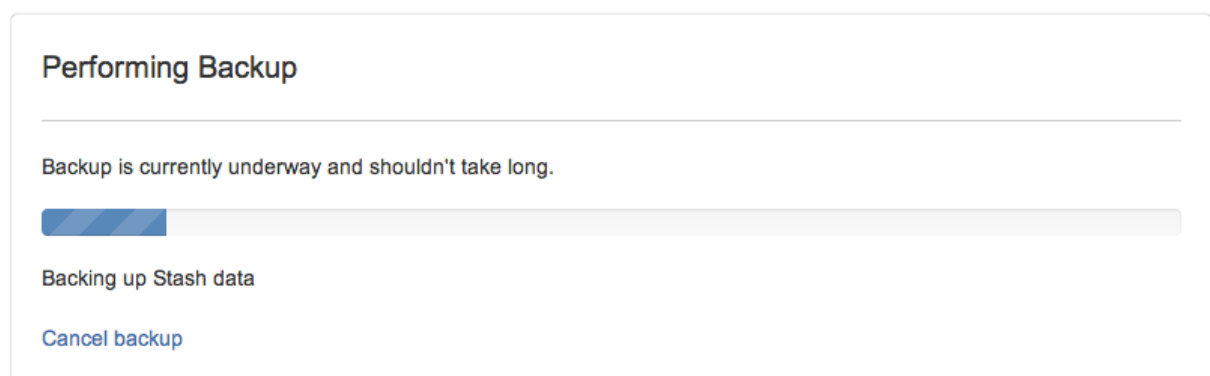 Performing Backup
Backup is currently underway and shouldn't take long.
Backing up Stash data
Cancel backup